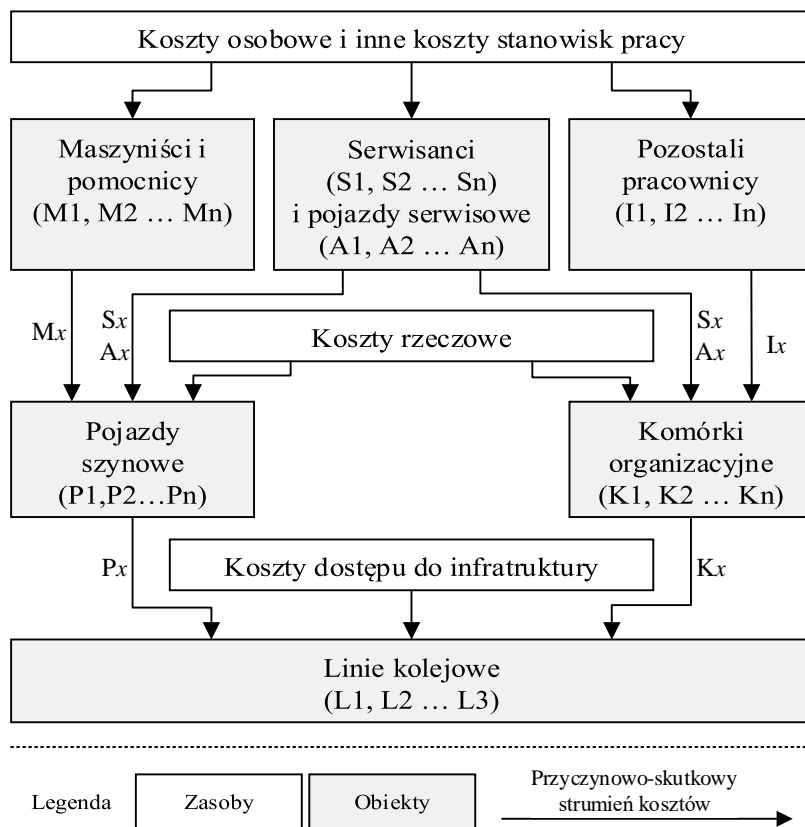 Koszty osobowe i inne koszty stanowisk pracy
Maszyniści i
pomocnicy
(M1, M2 … Mn)
Serwisanci
(S1, S2 … Sn)
i pojazdy serwisowe
(A1, A2 … An)
Pozostali
pracownicy
(I1, I2 … In)
Mx
Sx
Ax
Koszty rzeczowe
Sx
Ax
Ix
Pojazdy
szynowe
(P1,P2…Pn)
Komórki
organizacyjne
(K1, K2 … Kn)
Px
Koszty dostępu do infratruktury
Kx
Linie kolejowe
(L1, L2 … L3)
Legenda
Zasoby
Obiekty
Przyczynowo-skutkowy
strumień kosztów